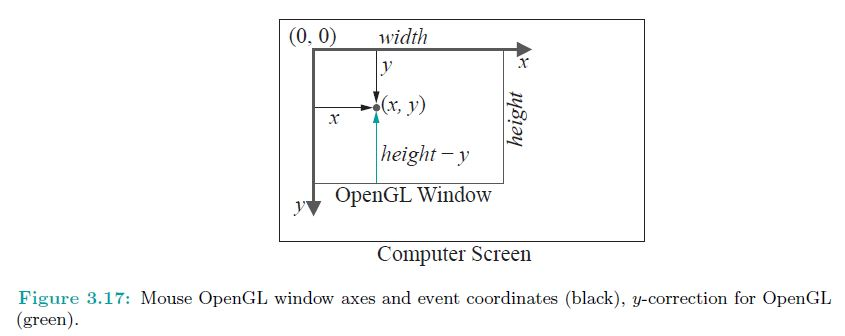 (0, 0) width
x
y
(x, y)
x
height
height − y
OpenGL Window
y
Computer Screen
Figure 3.17: Mouse OpenGL window axes and event coordinates (black), y-correction for OpenGL
(green).